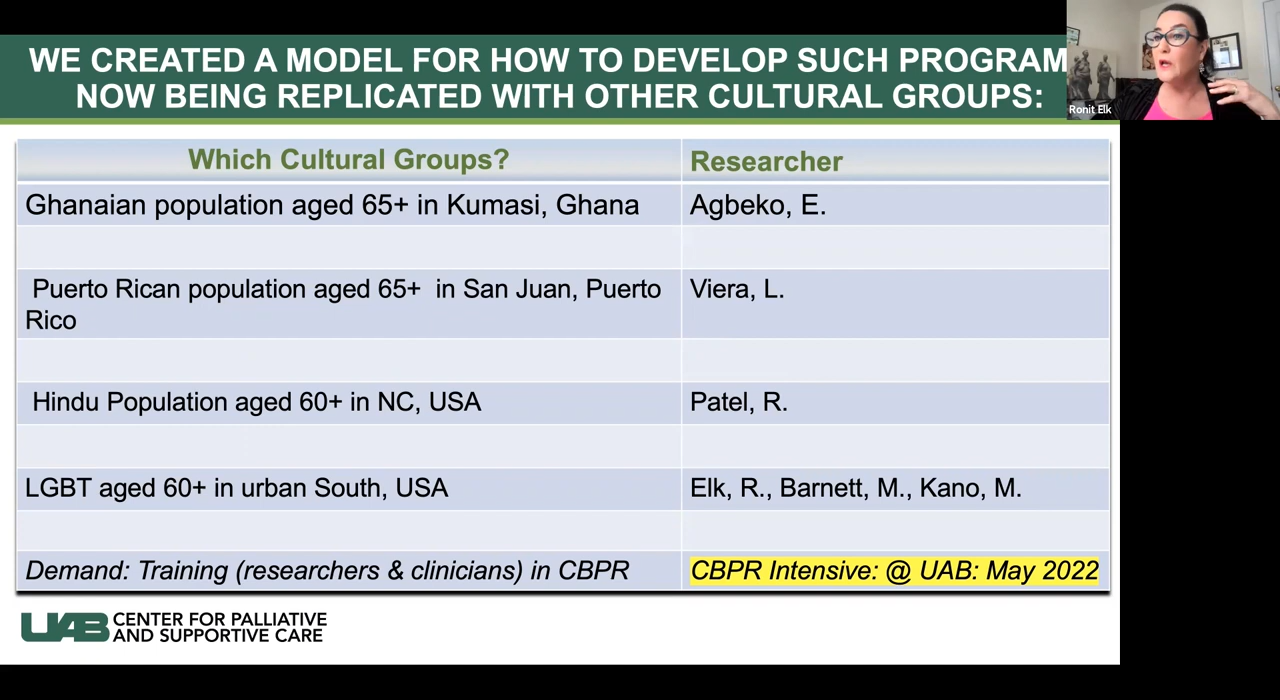 WE CREATED A MODEL FOR HOW TO DEVELOP SUCH PROGRAM
NOW BEING REPLICATED WITH OTHER CULTURAL GROUPS:
Ronit Elk
Which Cultural Groups?
Researcher
Ghanaian population aged 65+ in Kumasi, Ghana
Agbeko, E.
Puerto Rican population aged 65+ in San Juan, Puerto
Rico
Viera, L.
Hindu Population aged 60+ in NC, USA
Patel, R.
LGBT aged 60+ in urban South, USA
Elk, R., Barnett, M., Kano, M.
Demand: Training (researchers & clinicians) in CBPR
CBPR Intensive: @ UAB: May 2022
UAB CENTER FOR PALLIATIVE
AND SUPPORTIVE CARE